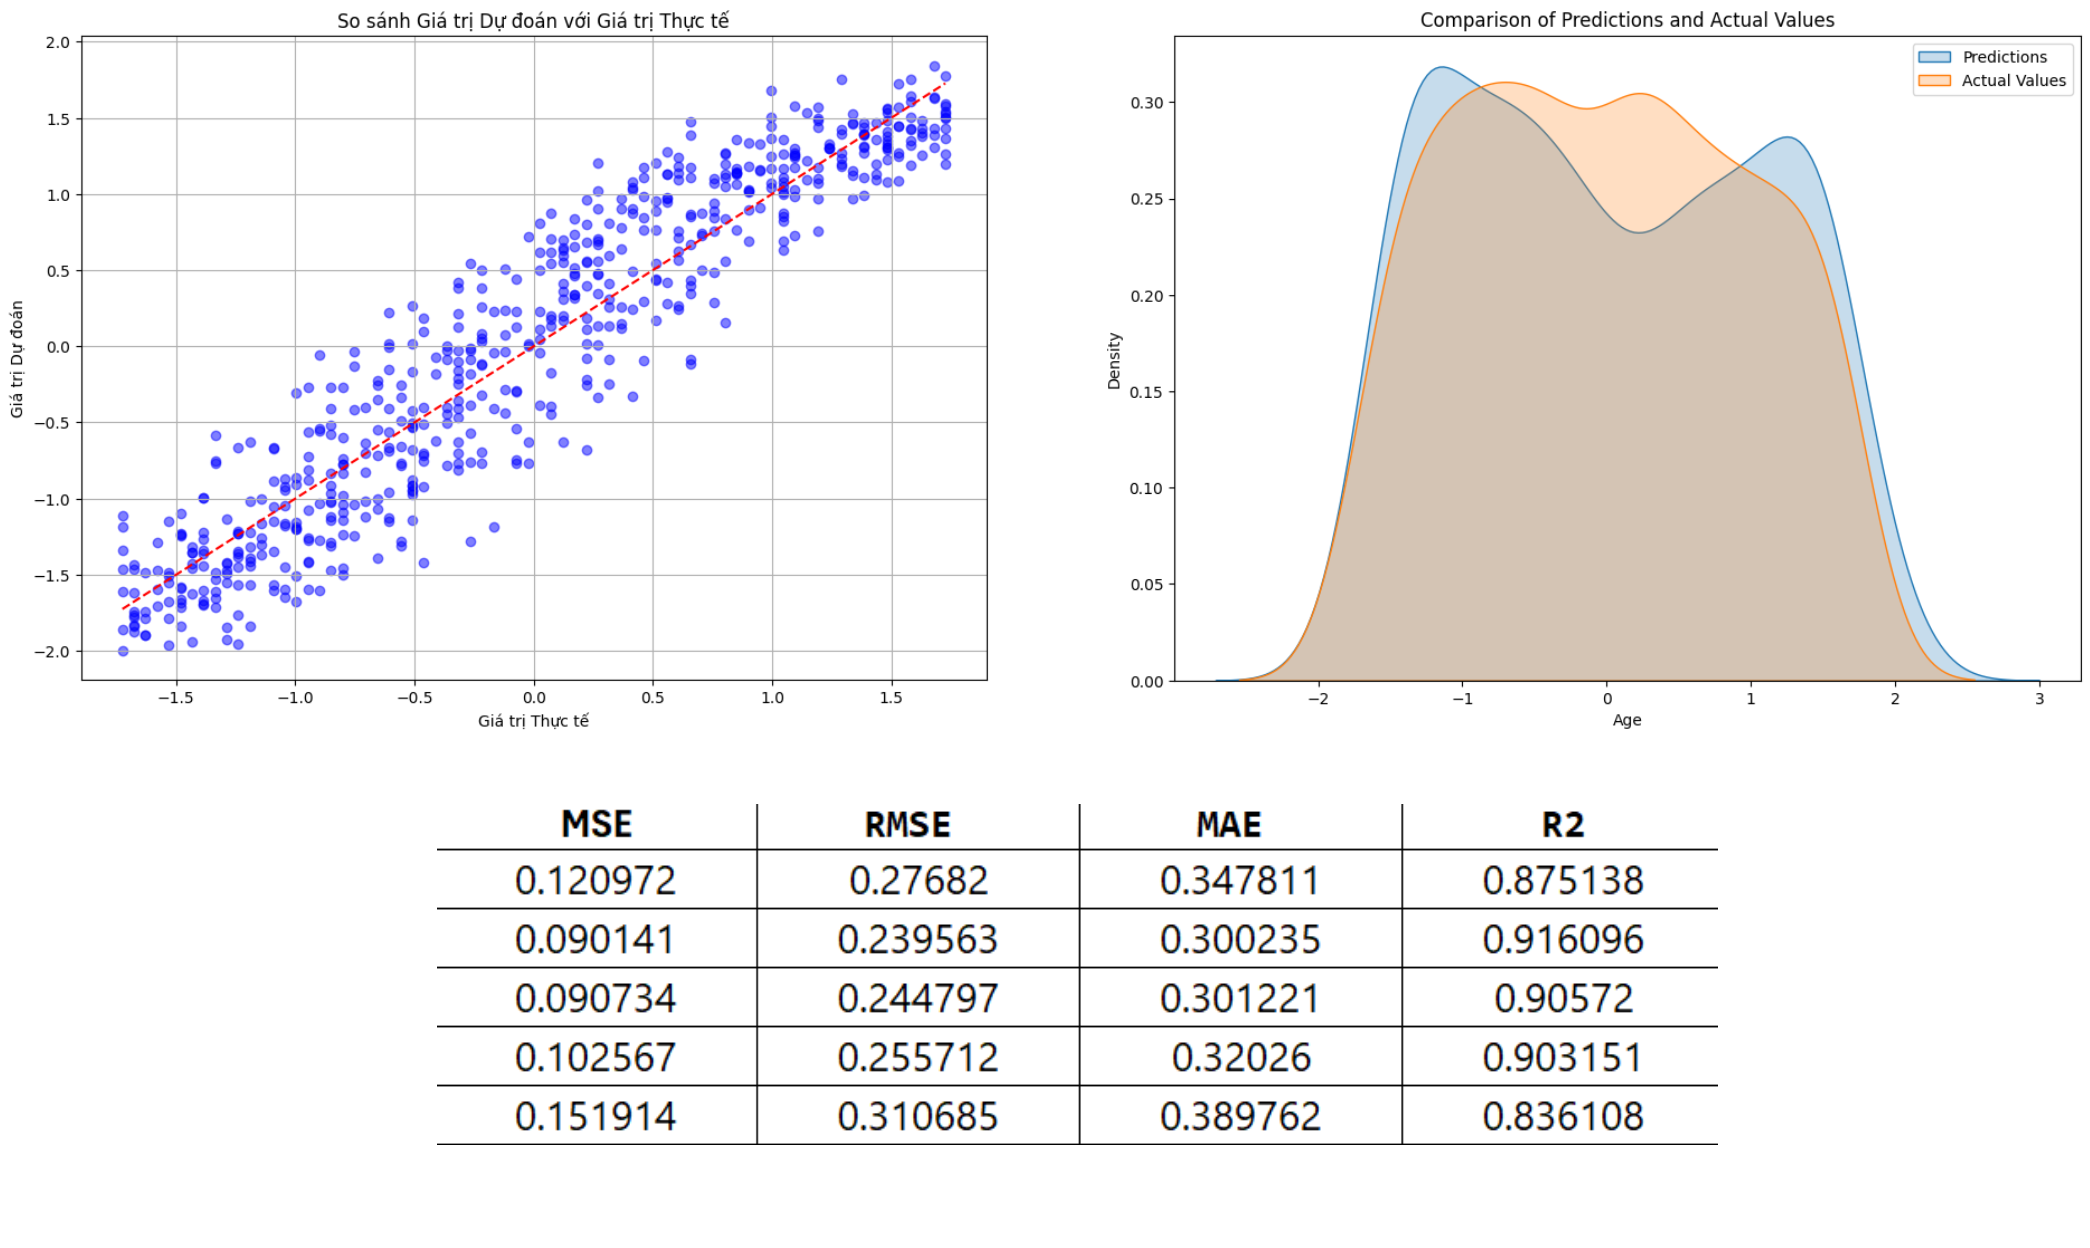 So sánh Giá trị Dự đoán với Giá trị Thực tế
2.0
1.5
1.0
0.5
0.0
−0.5
−1.0
−1.5
−2.0
Giá trị Dự đoán
−1.5 −1.0 −0.5 0.0 0.5 1.0 1.5
Giá trị Thực tế
Comparison of Predictions and Actual Values
Predictions
Actual Values
0.30
0.25
0.20
0.15
0.10
0.05
0.00
Density
−2 −1 0 1 2 3
Age
MSE RMSE MAE R2
0.120972 0.27682 0.347811 0.875138
0.090141 0.239563 0.300235 0.916096
0.090734 0.244797 0.301221 0.90572
0.102567 0.255712 0.32026 0.903151
0.151914 0.310685 0.389762 0.836108